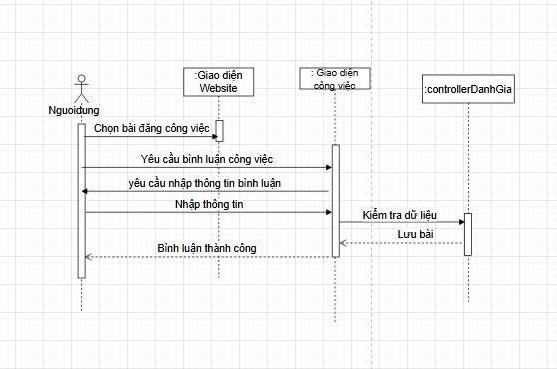 :Giao diện
Website
: Giao diện
công việc
:controllerDanhGia
Nguoidung
Chọn bài đăng công việc
Yêu cầu bình luận công việc
yêu cầu nhập thông tin bình luận
Nhập thông tin
Kiểm tra dữ liệu
Lưu bài
Bình luận thành công